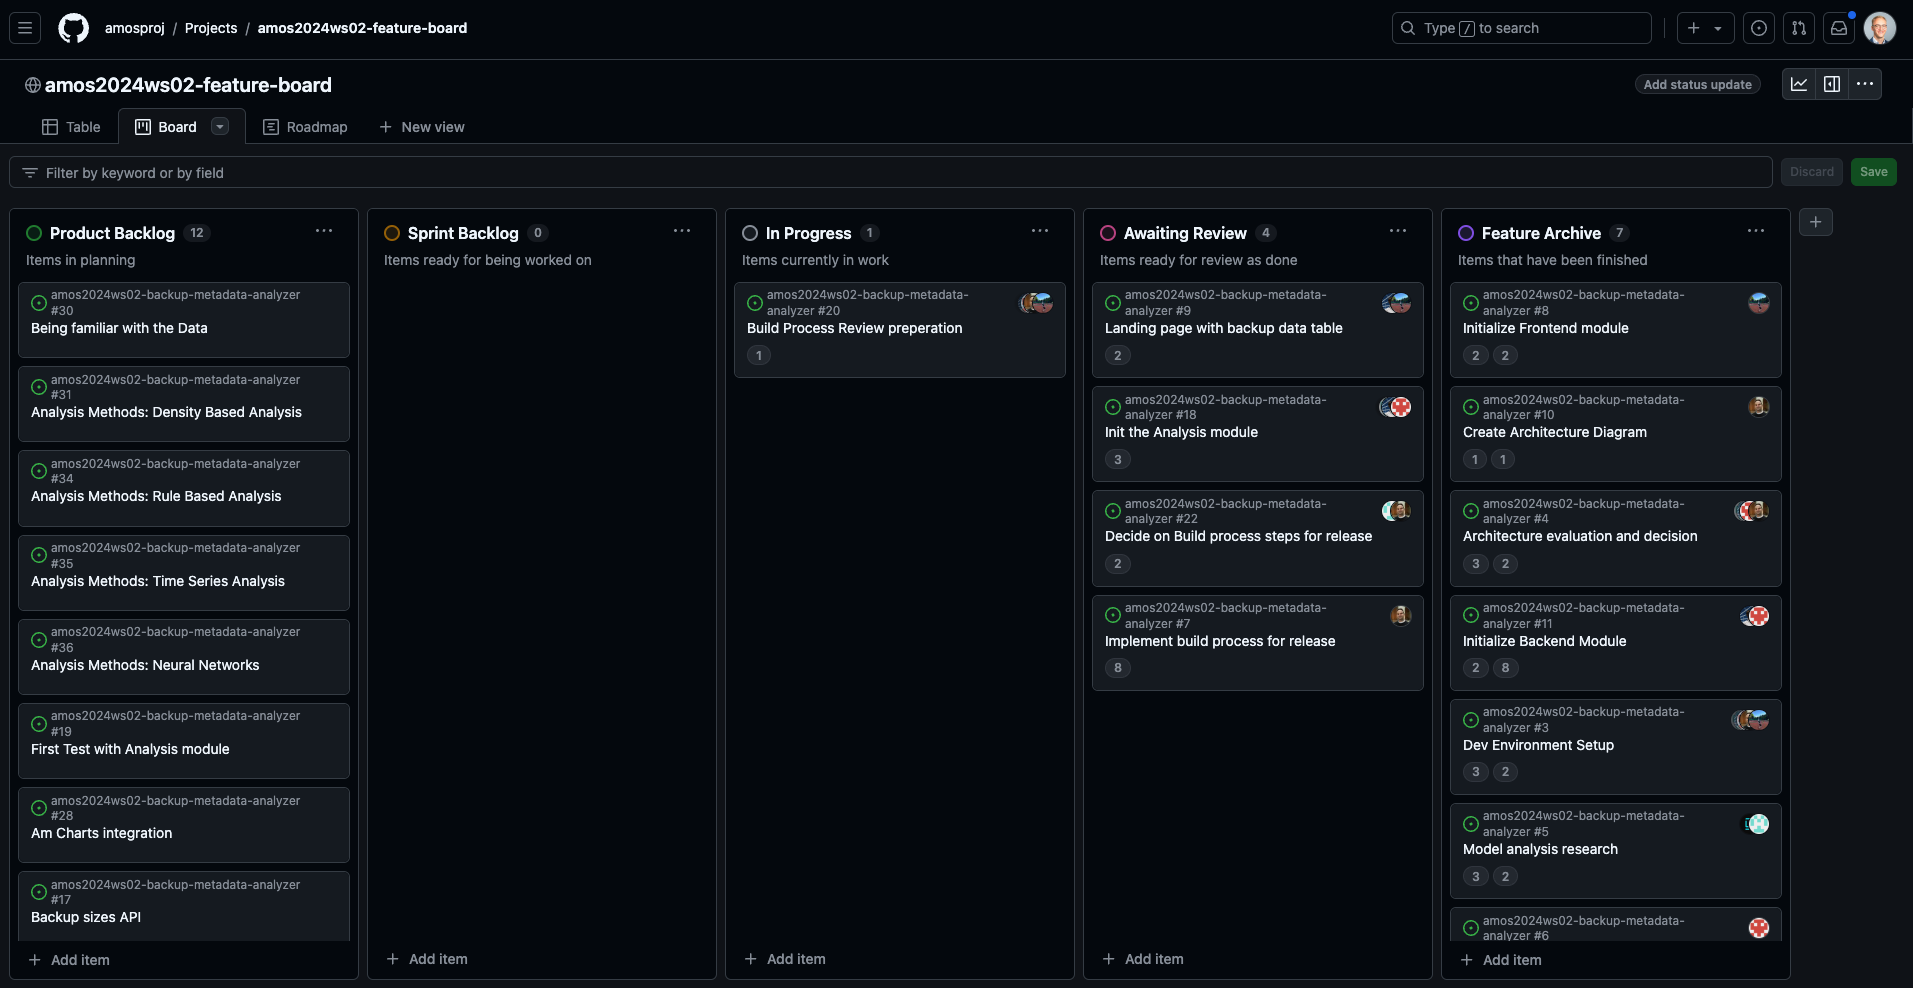 amosproj / Projects / amos2024ws02-feature-board
Type / to search
amos2024ws02-feature-board
Add status update
Table
Board
Roadmap
New view
Filter by keyword or by field
Discard
Save
Product Backlog 12
Items in planning
amos2024ws02-backup-metadata-analyzer
#30
Being familiar with the Data
amos2024ws02-backup-metadata-analyzer
#31
Analysis Methods: Density Based Analysis
amos2024ws02-backup-metadata-analyzer
#34
Analysis Methods: Rule Based Analysis
amos2024ws02-backup-metadata-analyzer
#35
Analysis Methods: Time Series Analysis
amos2024ws02-backup-metadata-analyzer
#36
Analysis Methods: Neural Networks
amos2024ws02-backup-metadata-analyzer
#19
First Test with Analysis module
amos2024ws02-backup-metadata-analyzer
#28
Am Charts integration
amos2024ws02-backup-metadata-analyzer
#17
Backup sizes API
Add item
Sprint Backlog 0
Items ready for being worked on
Add item
In Progress 1
Items currently in work
amos2024ws02-backup-metadata-
analyzer #20
Build Process Review preperation
1
Add item
Awaiting Review 4
Items ready for review as done
amos2024ws02-backup-metadata-
analyzer #9
Landing page with backup data table
2
amos2024ws02-backup-metadata-
analyzer #18
Init the Analysis module
3
amos2024ws02-backup-metadata-
analyzer #22
Decide on Build process steps for release
2
amos2024ws02-backup-metadata-
analyzer #7
Implement build process for release
8
Add item
Feature Archive 7
Items that have been finished
amos2024ws02-backup-metadata-
analyzer #8
Initialize Frontend module
2 2
amos2024ws02-backup-metadata-
analyzer #10
Create Architecture Diagram
1 1
amos2024ws02-backup-metadata-
analyzer #4
Architecture evaluation and decision
3 2
amos2024ws02-backup-metadata-
analyzer #11
Initialize Backend Module
2 8
amos2024ws02-backup-metadata-
analyzer #3
Dev Environment Setup
3 2
amos2024ws02-backup-metadata-
analyzer #5
Model analysis research
3 2
amos2024ws02-backup-metadata-
analyzer #6
Add item